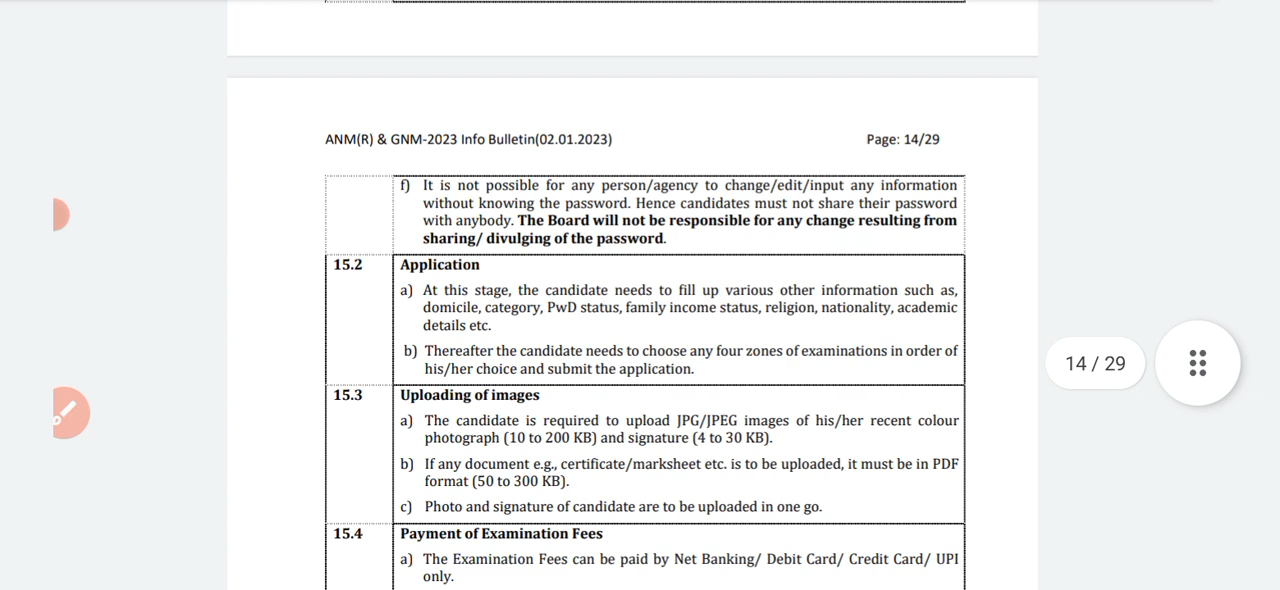 ANM(R) & GNM-2023 Info Bulletin(02.01.2023) Page: 14/29
f) It is not possible for any person/agency to change/edit/input any information
without knowing the password. Hence candidates must not share their password
with anybody. The Board will not be responsible for any change resulting from
sharing/ divulging of the password.
15.2 Application
a) At this stage, the candidate needs to fill up various other information such as,
domicile, category, PwD status, family income status, religion, nationality, academic
details etc.
b) Thereafter the candidate needs to choose any four zones of examinations in order of
his/her choice and submit the application.
14 / 29
15.3 Uploading of images
a) The candidate is required to upload JPG/JPEG images of his/her recent colour
photograph (10 to 200 KB) and signature (4 to 30 KB).
b) If any document e.g., certificate/marksheet etc. is to be uploaded, it must be in PDF
format (50 to 300 KB).
c) Photo and signature of candidate are to be uploaded in one go.
15.4 Payment of Examination Fees
a) The Examination Fees can be paid by Net Banking/ Debit Card/ Credit Card/ UPI
only.